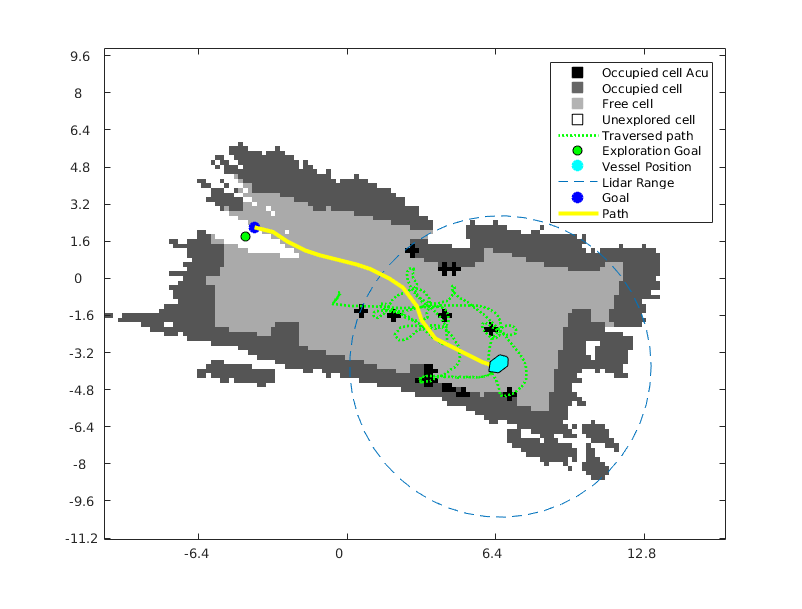 9.6
8
6.4
4.8
3.2
1.6
0
-1.6
-3.2
-4.8
-6.4
-8
-9.6
-11.2
-6.4
0
6.4
12.8
Occupied cell Acu
Occupied cell
Free cell
Unexplored cell
Traversed path
Exploration Goal
Vessel Position
Lidar Range
Goal
Path